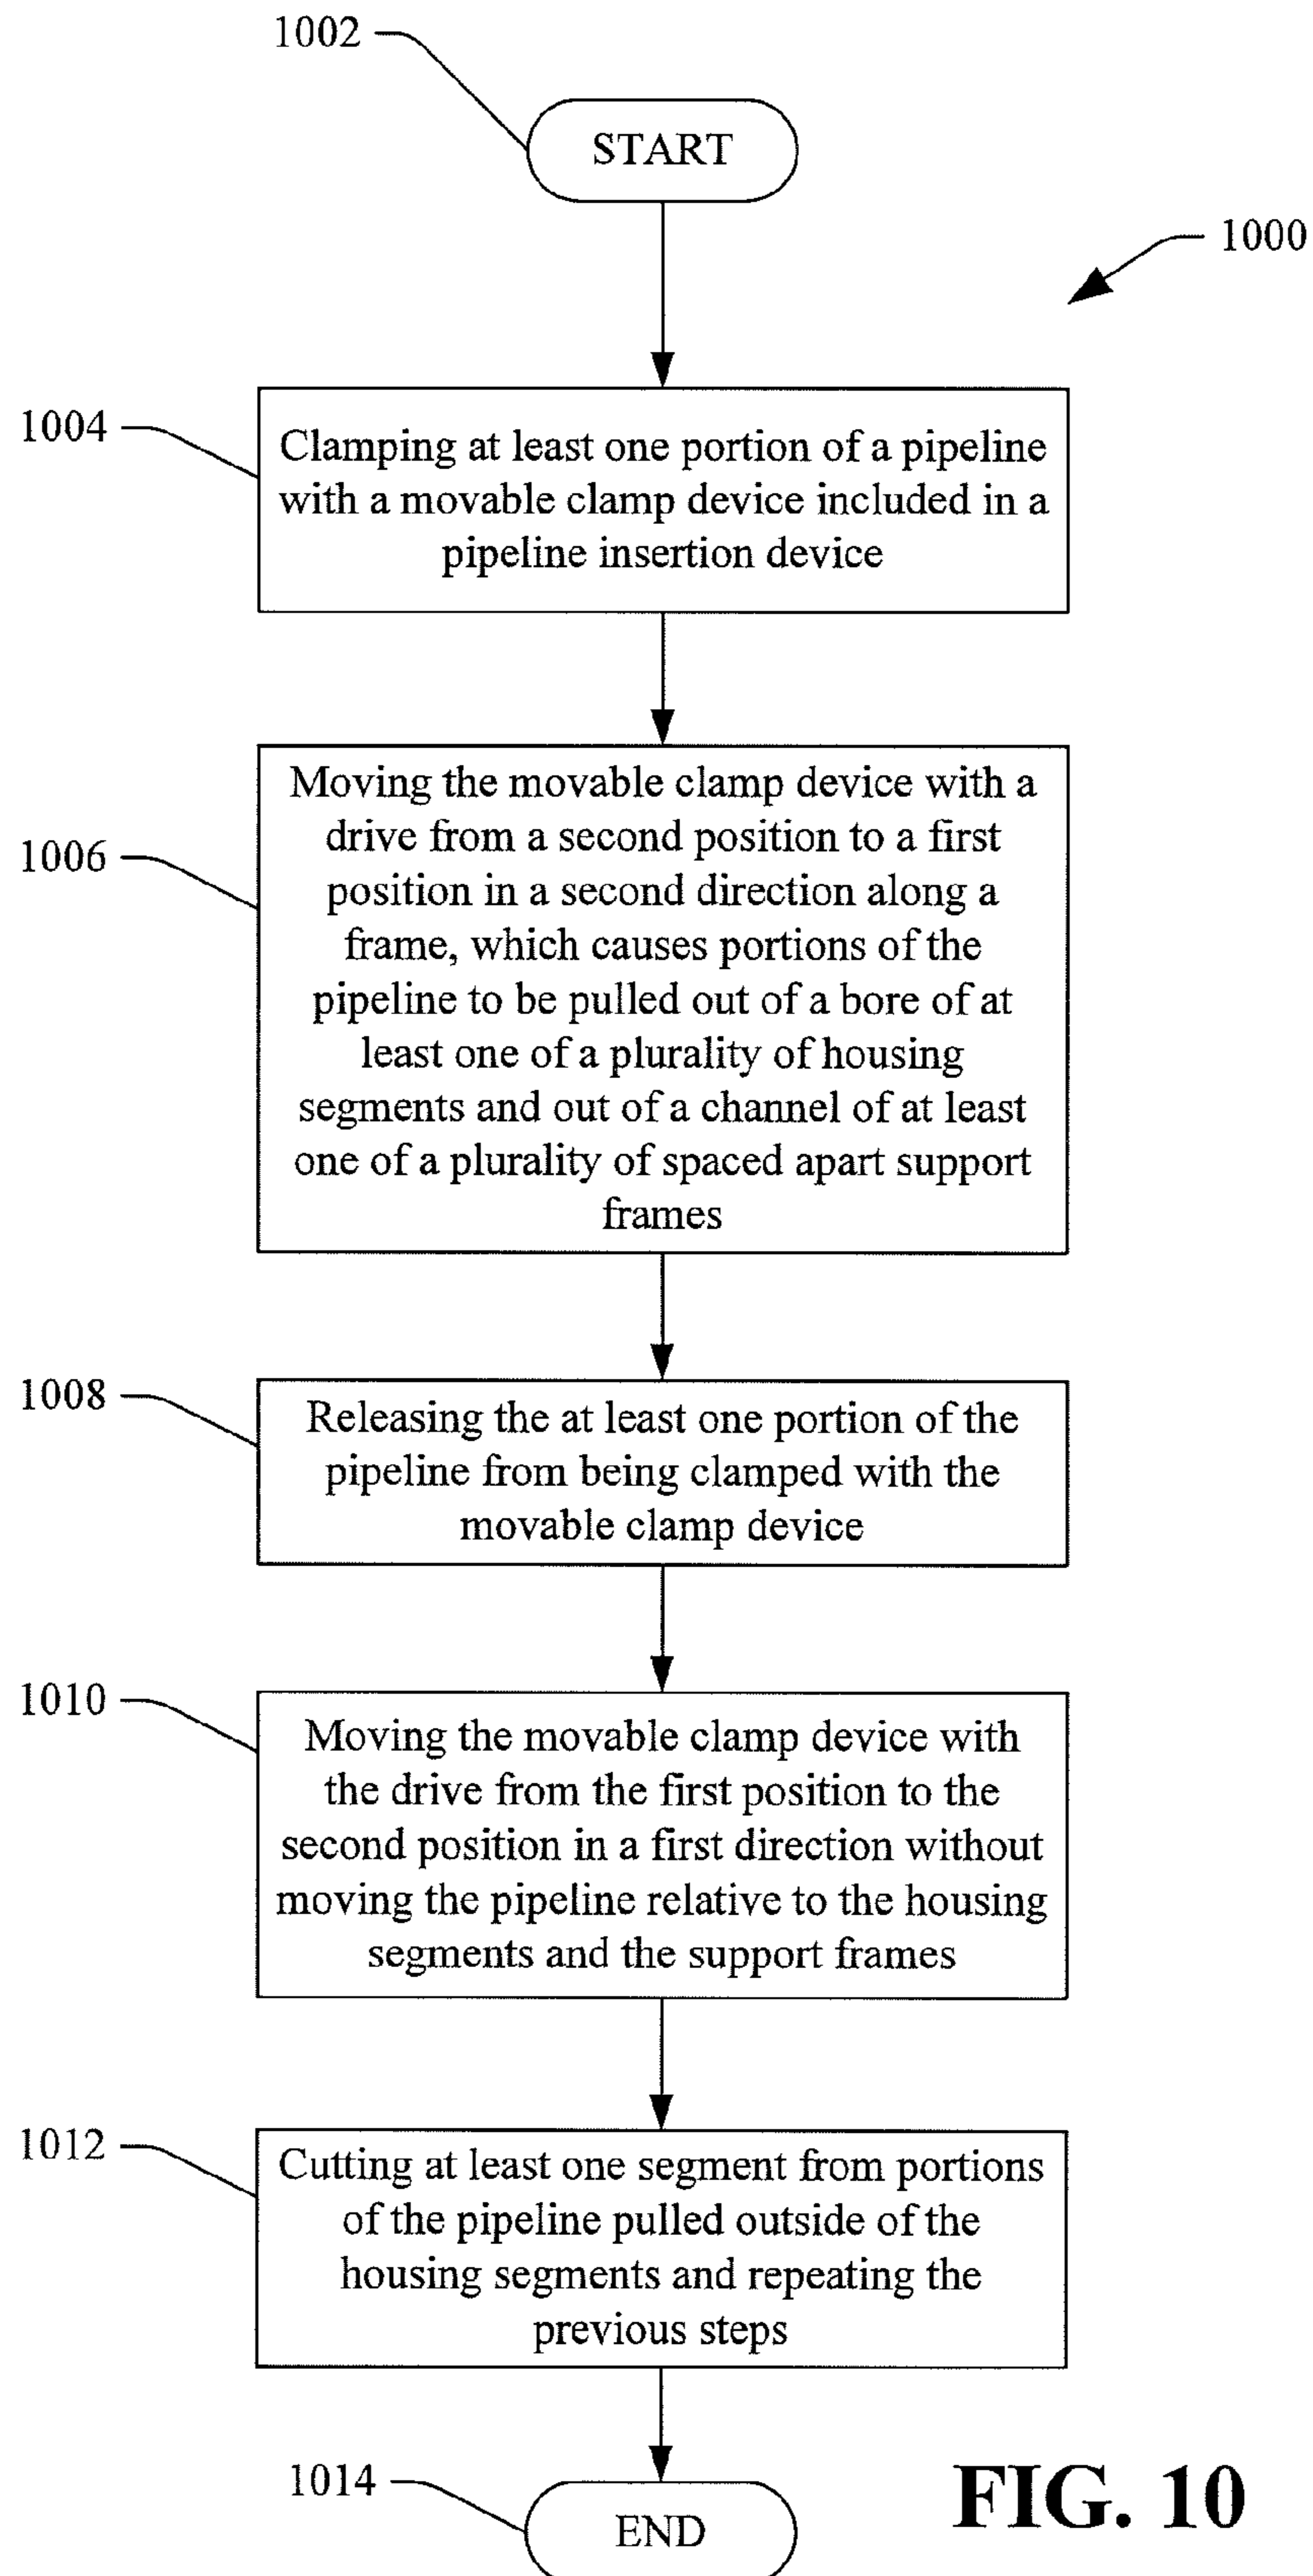 1002
START
1000
1004
Clamping at least one portion of a pipeline
with a movable clamp device included in a
pipeline insertion device
1006
Moving the movable clamp device with a
drive from a second position to a first
position in a second direction along a
frame, which causes portions of the
pipeline to be pulled out of a bore of at
least one of a plurality of housing
segments and out of a channel of at least
one of a plurality of spaced apart support
frames
1008
Releasing the at least one portion of the
pipeline from being clamped with the
movable clamp device
1010
Moving the movable clamp device with
the drive from the first position to the
second position in a first direction without
moving the pipeline relative to the housing
segments and the support frames
1012
Cutting at least one segment from portions
of the pipeline pulled outside of the
housing segments and repeating the
previous steps
1014
END
FIG. 10